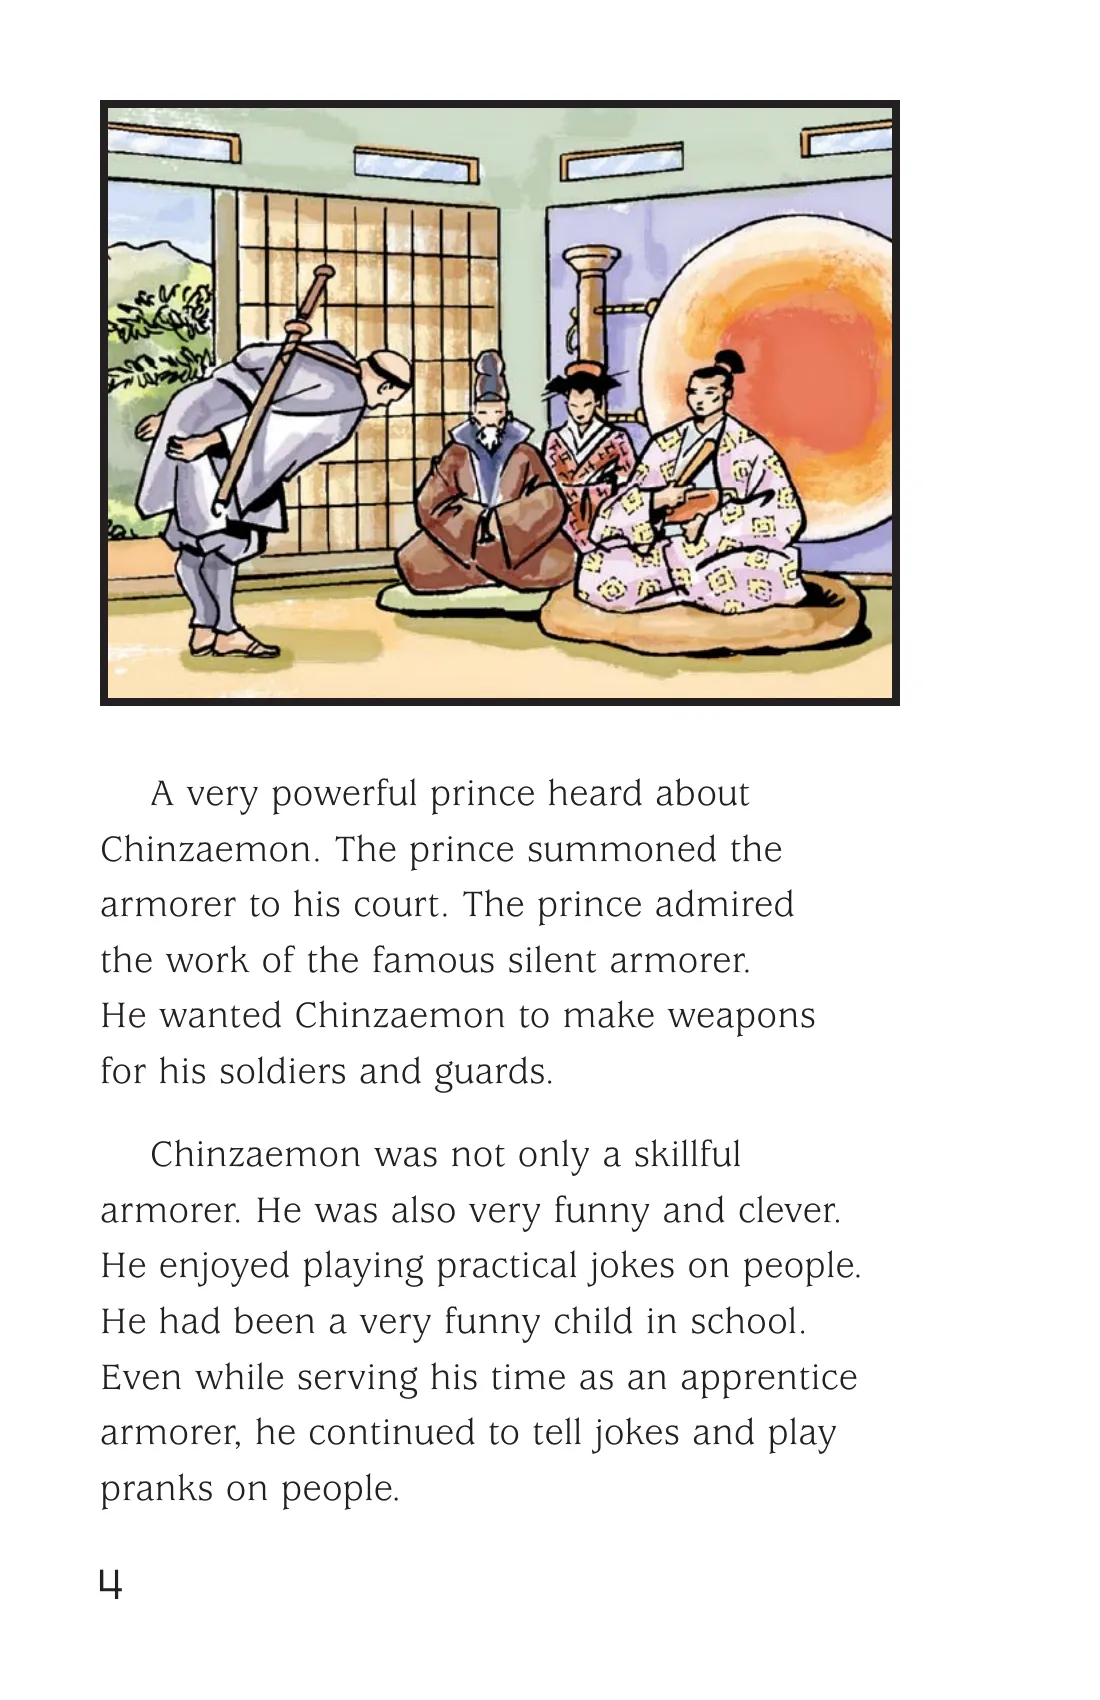 A very powerful prince heard about
Chinzaemon. The prince summoned the
armorer to his court. The prince admired
the work of the famous silent armorer.
He wanted Chinzaemon to make weapons
for his soldiers and guards.
Chinzaemon was not only a skillful
armorer. He was also very funny and clever.
He enjoyed playing practical jokes on people.
He had been a very funny child in school.
Even while serving his time as an apprentice
armorer, he continued to tell jokes and play
pranks on people.
4